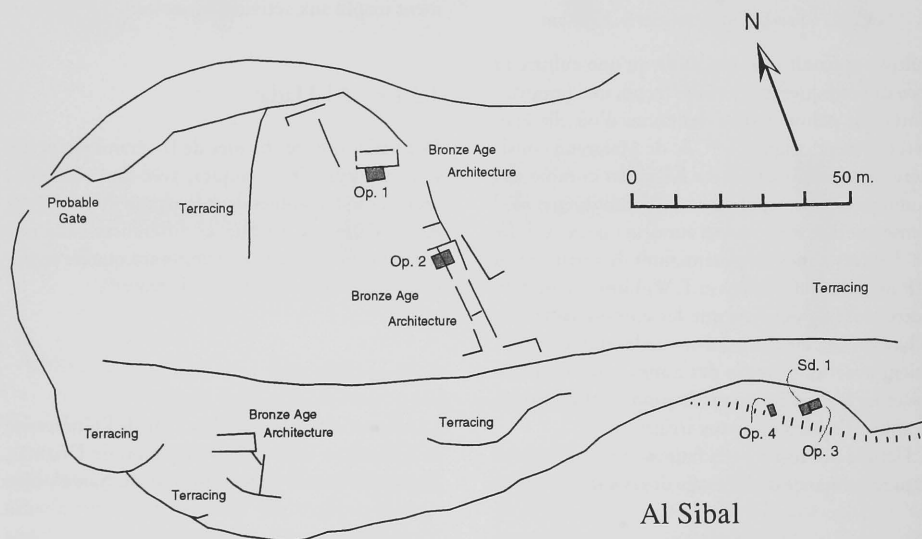 N
0
50 m.
Bronze Age
Architecture
Op. 1
Probable
Gate
Terracing
Op. 2
Bronze Age
Architecture
Terracing
Sd. 1
Bronze Age
Architecture
Terracing
Terracing
Op. 4
Op. 3
Terracing
Al Sibal